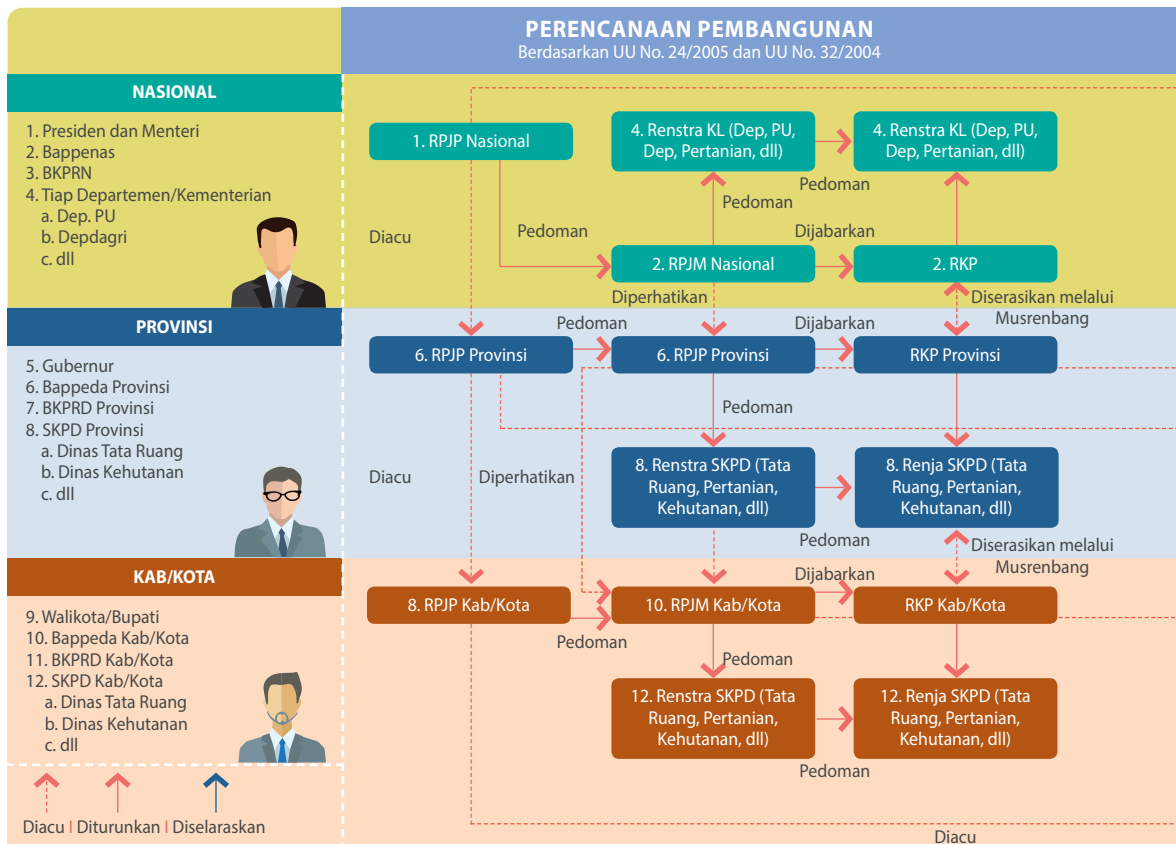 PERENCANAAN PEMBANGUNAN
Berdasarkan UU No. 24/2005 dan UU No. 32/2004
NASIONAL
1. Presiden dan Menteri
2. Bappenas
3. BKPRN
4. Tiap Departemen/Kementerian
a. Dep. PU
b. Depdagri
c. dll
1. RPJP Nasional
4. Renstra KL (Dep, PU,
Dep, Pertanian, dll)
4. Renstra KL (Dep, PU,
Dep, Pertanian, dll)
Pedoman
Pedoman
Diacu
Pedoman
Dijabarkan
2. RPJM Nasional
2. RKP
Diperhatikan
Diserasikan melalui
Musrenbang
PROVINSI
5. Gubernur
6. Bappeda Provinsi
7. BKPRD Provinsi
8. SKPD Provinsi
a. Dinas Tata Ruang
b. Dinas Kehutanan
c. dll
Pedoman
Dijabarkan
6. RPJP Provinsi
6. RPJP Provinsi
RKP Provinsi
Pedoman
Diacu
Diperhatikan
8. Renstra SKPD (Tata
Ruang, Pertanian,
Kehutanan, dll)
8. Renja SKPD (Tata
Ruang, Pertanian,
Kehutanan, dll)
Pedoman
Diserasikan melalui
Musrenbang
KAB/KOTA
9. Walikota/Bupati
10. Bappeda Kab/Kota
11. BKPRD Kab/Kota
12. SKPD Kab/Kota
a. Dinas Tata Ruang
b. Dinas Kehutanan
c. dll
Dijabarkan
8. RPJP Kab/Kota
10. RPJM Kab/Kota
RKP Kab/Kota
Pedoman
Pedoman
12. Renstra SKPD (Tata
Ruang, Pertanian,
Kehutanan, dll)
12. Renja SKPD (Tata
Ruang, Pertanian,
Kehutanan, dll)
Pedoman
Diacu | Diturunkan | Diselaraskan
Diacu